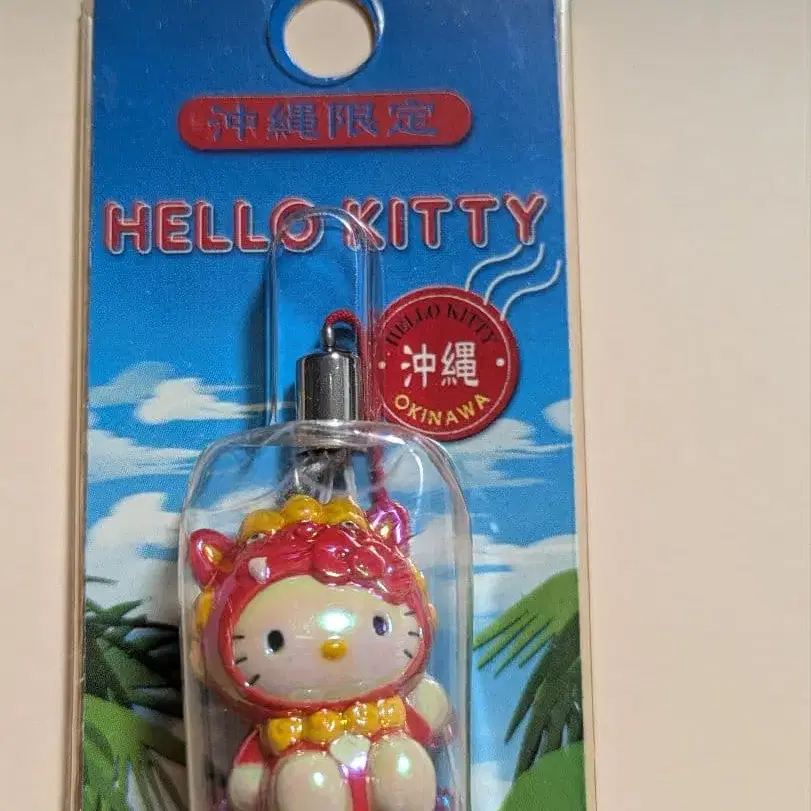 沖縄限定
HELLO KITTY
HELLO KITTY
沖縄
OKINAWA